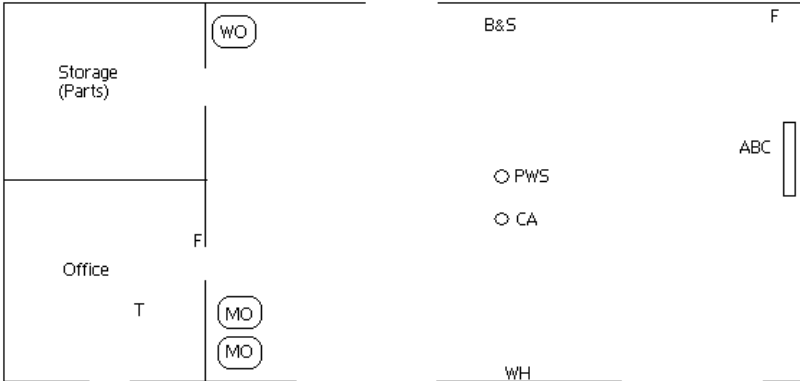 B&S
F
WO
Storage
(Parts)
ABC
PWS
CA
F
Office
T
MO
MO
WH